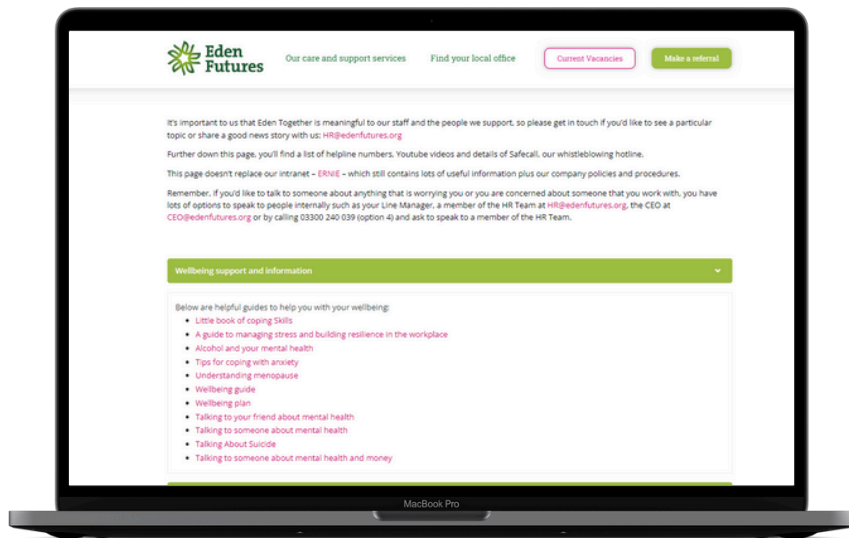 Eden
Futures
Our care and support services
Find your local office
Current Vacancies
Make a referral
It's important to us that Eden Together is meaningful to our staff and the people we support, so please get in touch if you'd like to see a particular
topic or share a good news story with us: HR@edenfutures.org
Further down this page, you'll find a list of helpline numbers, Youtube videos and details of Safecall, our whistleblowing hotline.
This page doesn't replace our intranet – ERNIE – which still contains lots of useful information plus our company policies and procedures.
Remember, if you'd like to talk to someone about anything that is worrying you or you are concerned about someone that you work with, you have
lots of options to speak to people internally such as your Line Manager, a member of the HR Team at HR@edenfutures.org, the CEO at
CEO@edenfutures.org or by calling 03300 240 039 (option 4) and ask to speak to a member of the HR Team.
Wellbeing support and information
Below are helpful guides to help you with your wellbeing:
• Little book of coping Skills
• A guide to managing stress and building resilience in the workplace
• Alcohol and your mental health
• Tips for coping with anxiety
• Understanding menopause
• Wellbeing guide
• Wellbeing plan
• Talking to your friend about mental health
• Talking to someone about mental health
• Talking About Suicide
• Talking to someone about mental health and money
MacBook Pro